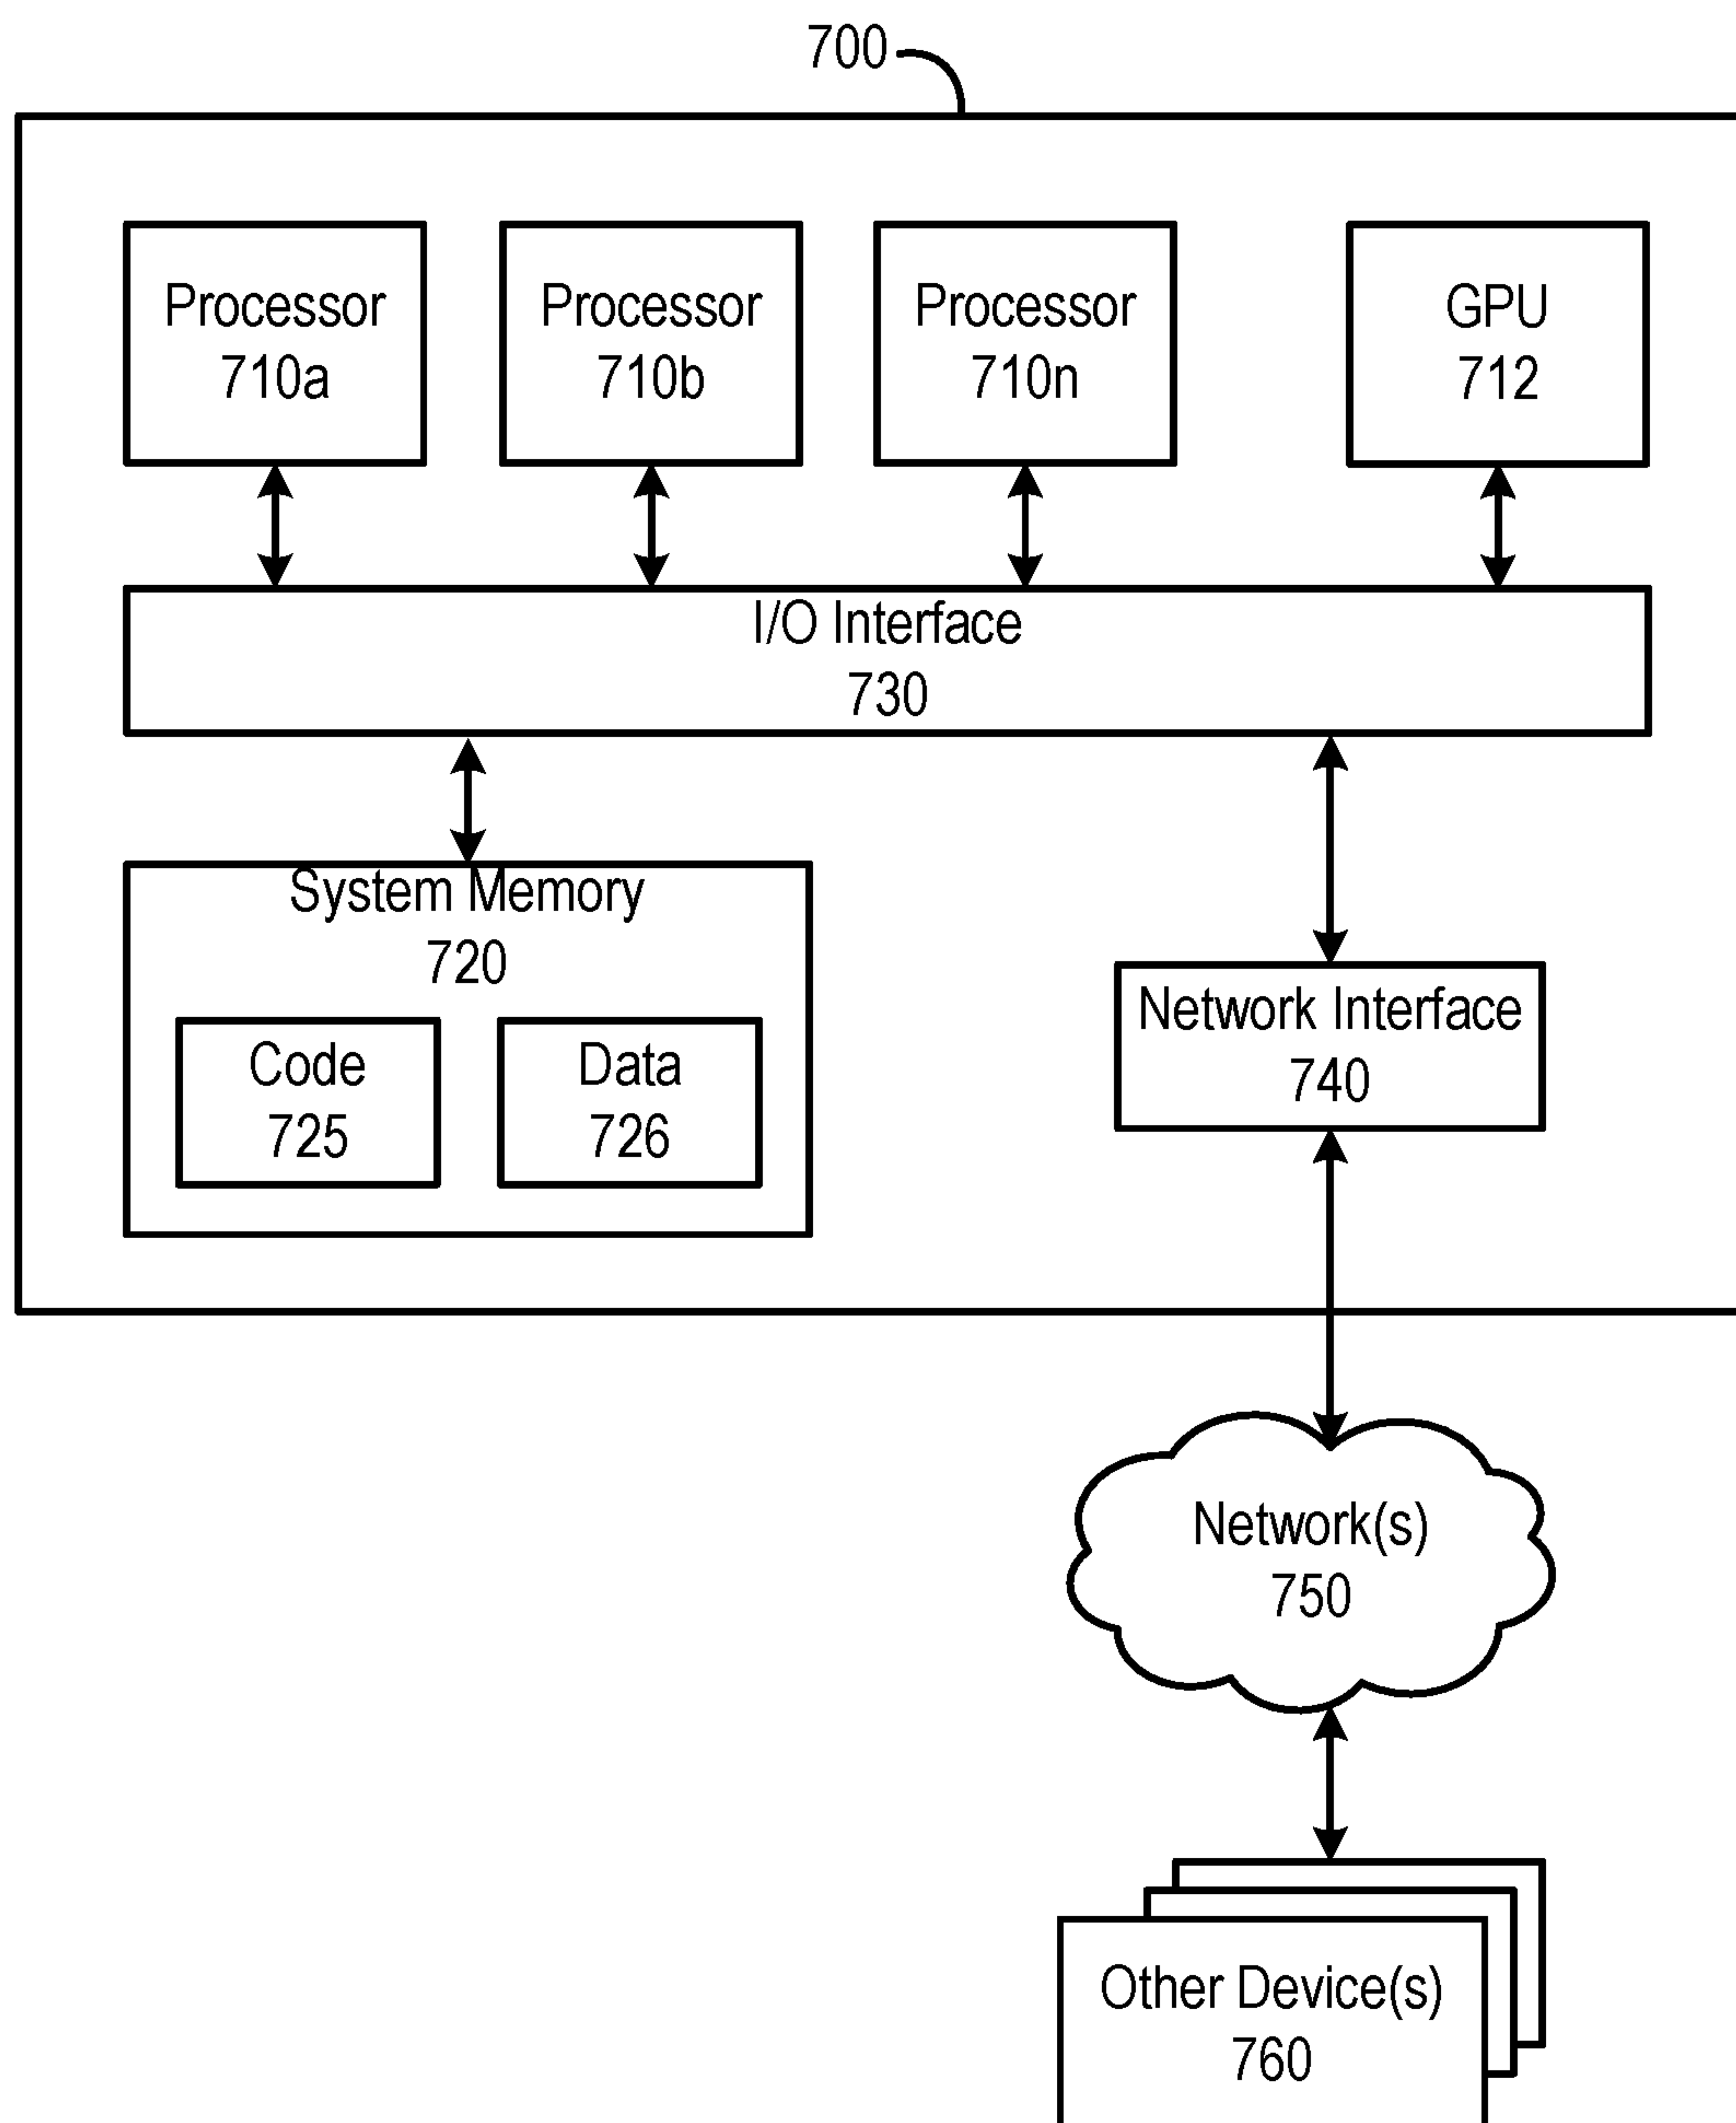 700
Processor
710a
Processor
710b
Processor
710n
GPU
712
I/O Interface
730
System Memory
720
Code
725
Data
726
Network Interface
740
Network(s)
750
Other Device(s)
760